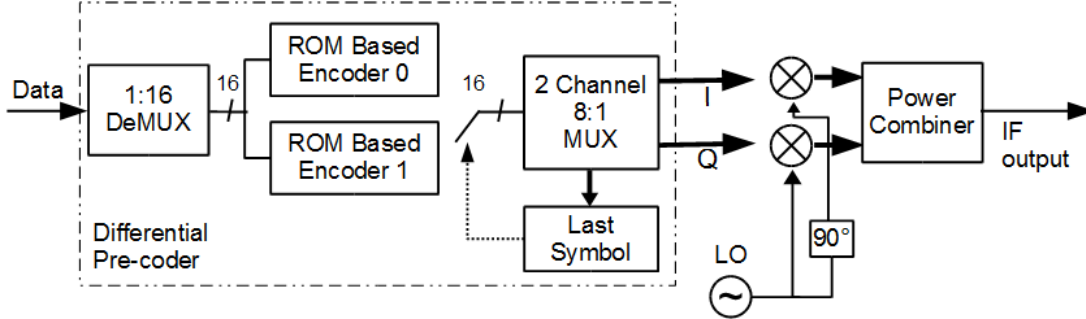 Data
1:16
DeMUX
16
ROM Based
Encoder 0
ROM Based
Encoder 1
16
2 Channel
8:1
MUX
Last
Symbol
Differential
Pre-coder
I
Q
LO
~
90°
Power
Combiner
IF
output